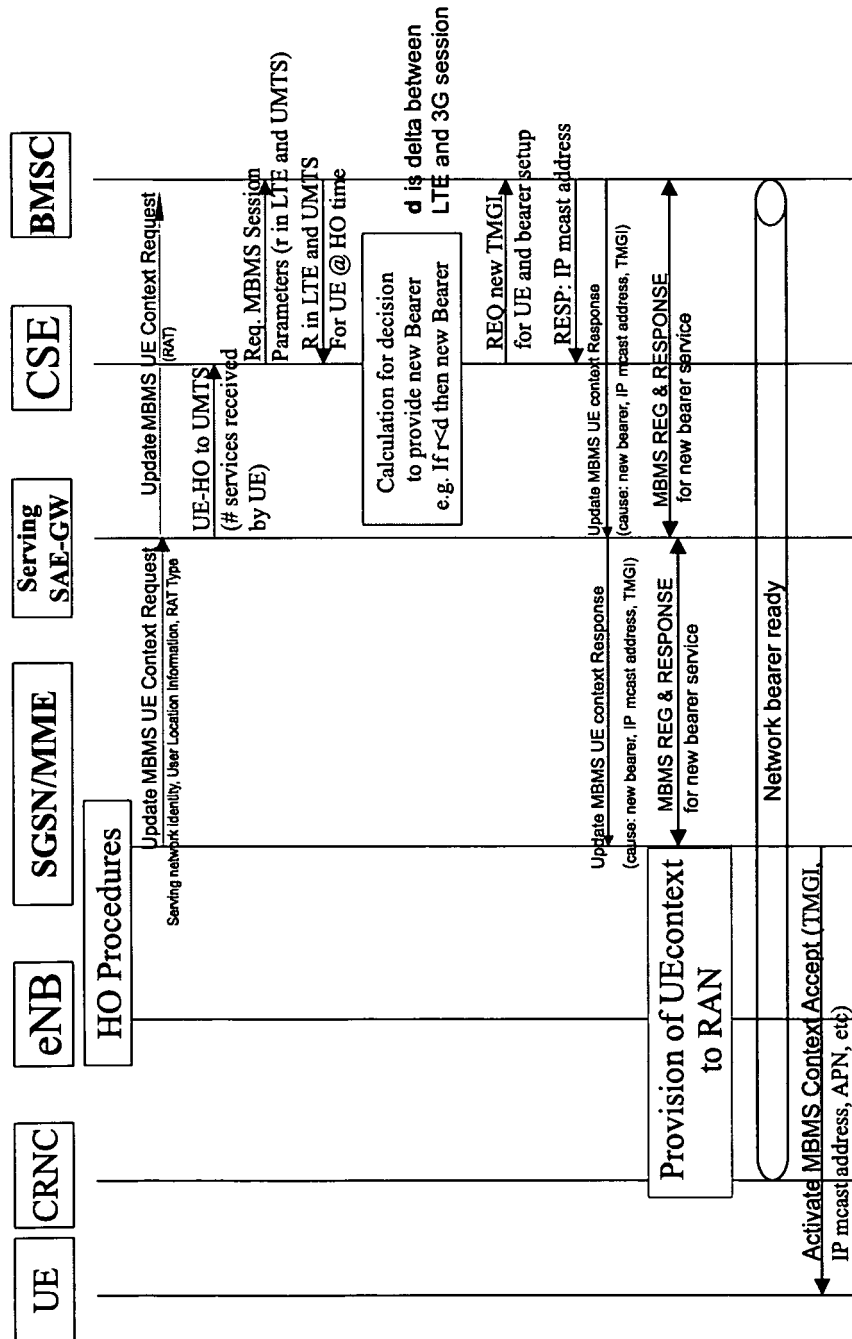 UE
CRNC
eNB
SGSN/MME
Serving
SAE-GW
CSE
BMSC
HO Procedures
Update MBMS UE Context Request
Serving network identity, User Location Information, RAT Type
Update MBMS UE Context Request
(RAT)
UE-HO to UMTS
(# services received
by UE)
Req. MBMS Session
Parameters (r in LTE and UMTS)
R in LTE and UMTS
For UE @ HO time
Calculation for decision
to provide new Bearer
e.g. If r<d then new Bearer
d is delta between
LTE and 3G session
REQ new TMGI
for UE and bearer setup
RESP: IP mcast address
Update MBMS UE context Response
(cause: new bearer, IP mcast address, TMGI)
Update MBMS UE context Response
(cause: new bearer, IP mcast address, TMGI)
MBMS REG & RESPONSE
for new bearer service
MBMS REG & RESPONSE
for new bearer service
Provision of UEcontext
to RAN
Network bearer ready
Activate MBMS Context Accept (TMGI,
IP mcast address, APN, etc)